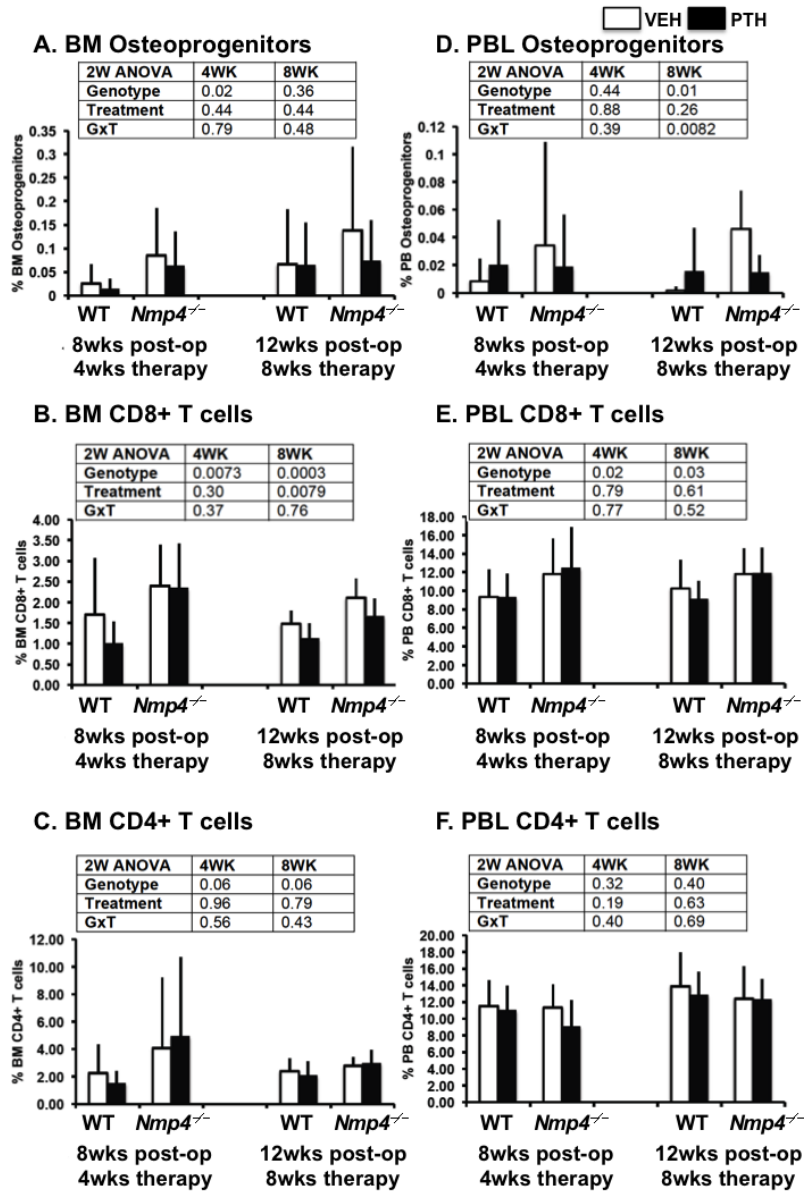 VEH PTH
A. BM Osteoprogenitors
2W ANOVA 4WK 8WK
Genotype 0.02 0.36
Treatment 0.44 0.44
GxT 0.79 0.48
% BM Osteoprogenitors
0.35
0.3
0.25
0.2
0.15
0.1
0.05
0
WT Nmp4⁻/⁻ WT Nmp4⁻/⁻
8wks post-op 12wks post-op
4wks therapy 8wks therapy
D. PBL Osteoprogenitors
2W ANOVA 4WK 8WK
Genotype 0.44 0.01
Treatment 0.88 0.26
GxT 0.39 0.0082
% PB Osteoprogenitors
0.12
0.1
0.08
0.06
0.04
0.02
0
WT Nmp4⁻/⁻ WT Nmp4⁻/⁻
8wks post-op 12wks post-op
4wks therapy 8wks therapy
B. BM CD8+ T cells
2W ANOVA 4WK 8WK
Genotype 0.0073 0.0003
Treatment 0.30 0.0079
GxT 0.37 0.76
% BM CD8+ T cells
4.00
3.50
3.00
2.50
2.00
1.50
1.00
0.50
0.00
WT Nmp4⁻/⁻ WT Nmp4⁻/⁻
8wks post-op 12wks post-op
4wks therapy 8wks therapy
E. PBL CD8+ T cells
2W ANOVA 4WK 8WK
Genotype 0.02 0.03
Treatment 0.79 0.61
GxT 0.77 0.52
% PB CD8+ T cells
18.00
16.00
14.00
12.00
10.00
8.00
6.00
4.00
2.00
0.00
WT Nmp4⁻/⁻ WT Nmp4⁻/⁻
8wks post-op 12wks post-op
4wks therapy 8wks therapy
C. BM CD4+ T cells
2W ANOVA 4WK 8WK
Genotype 0.06 0.06
Treatment 0.96 0.79
GxT 0.56 0.43
% BM CD4+ T cells
12.00
10.00
8.00
6.00
4.00
2.00
0.00
WT Nmp4⁻/⁻ WT Nmp4⁻/⁻
8wks post-op 12wks post-op
4wks therapy 8wks therapy
F. PBL CD4+ T cells
2W ANOVA 4WK 8WK
Genotype 0.32 0.40
Treatment 0.19 0.63
GxT 0.40 0.69
% PB CD4+ T cells
20.00
18.00
16.00
14.00
12.00
10.00
8.00
6.00
4.00
2.00
0.00
WT Nmp4⁻/⁻ WT Nmp4⁻/⁻
8wks post-op 12wks post-op
4wks therapy 8wks therapy